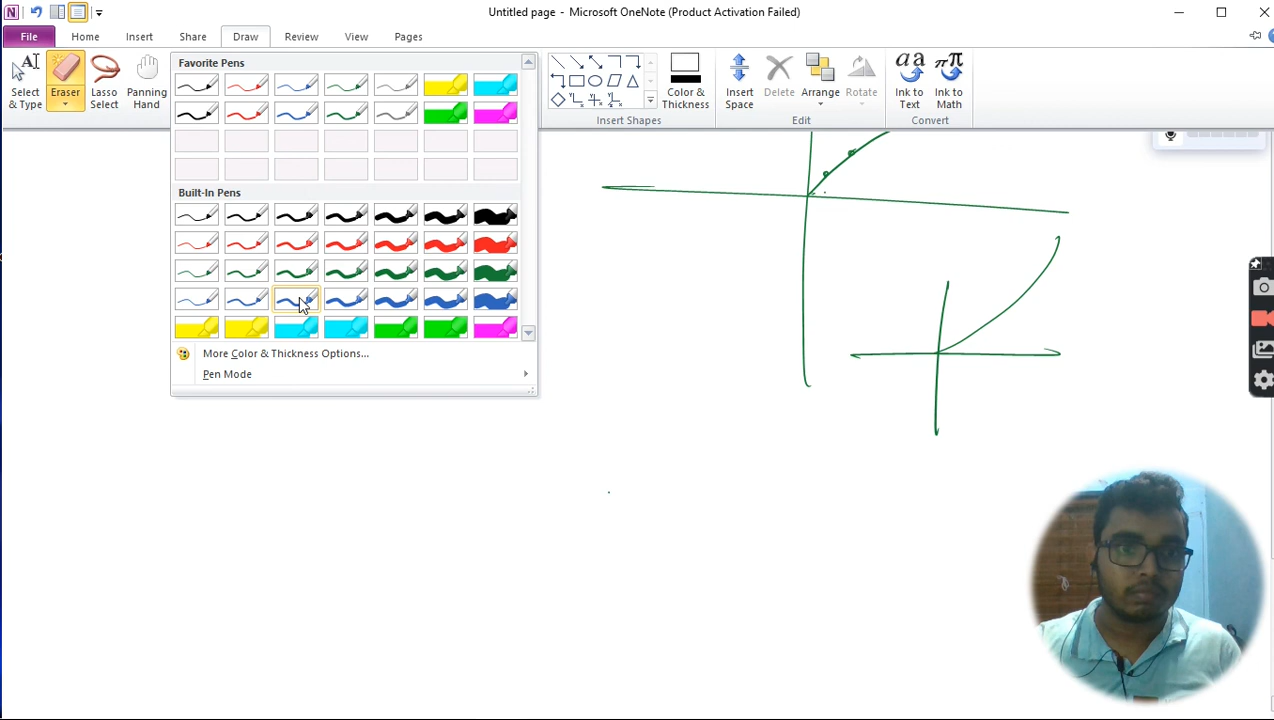 Untitled page - Microsoft OneNote (Product Activation Failed)
File Home Insert Share Draw Review View Pages
Select & Type
Eraser
Lasso Select
Panning Hand
Favorite Pens
Built-In Pens
More Color & Thickness Options...
Pen Mode
Color & Thickness
Insert Shapes
Insert Space
Delete
Arrange
Rotate
Edit
Ink to Text
Ink to Math
Convert